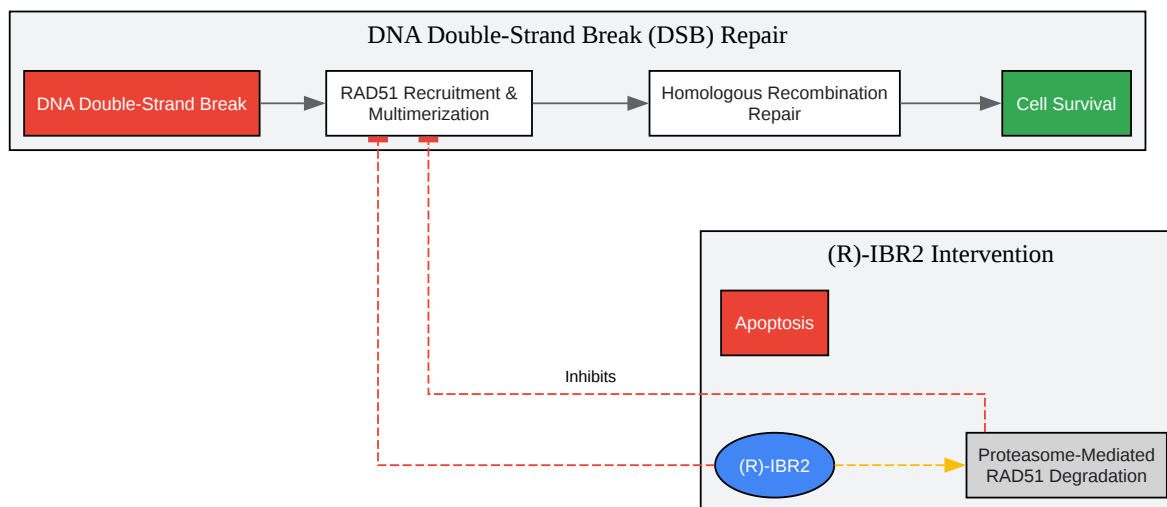 DNA Double-Strand Break (DSB) Repair
DNA Double-Strand Break
RAD51 Recruitment &
Multimerization
Homologous Recombination
Repair
Cell Survival
(R)-IBR2 Intervention
Apoptosis
Inhibits
(R)-IBR2
Proteasome-Mediated
RAD51 Degradation